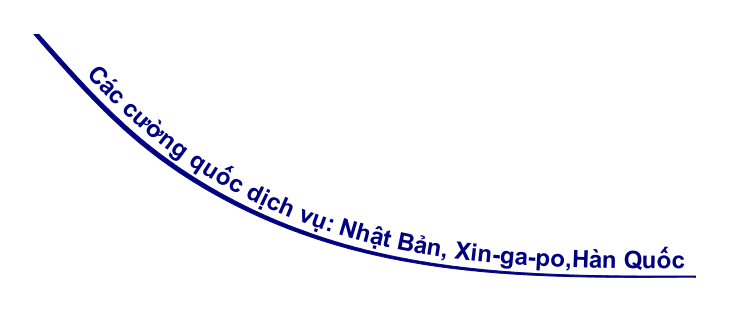 Các cường quốc dịch vụ: Nhật Bản, Xin-ga-po,Hàn Quốc